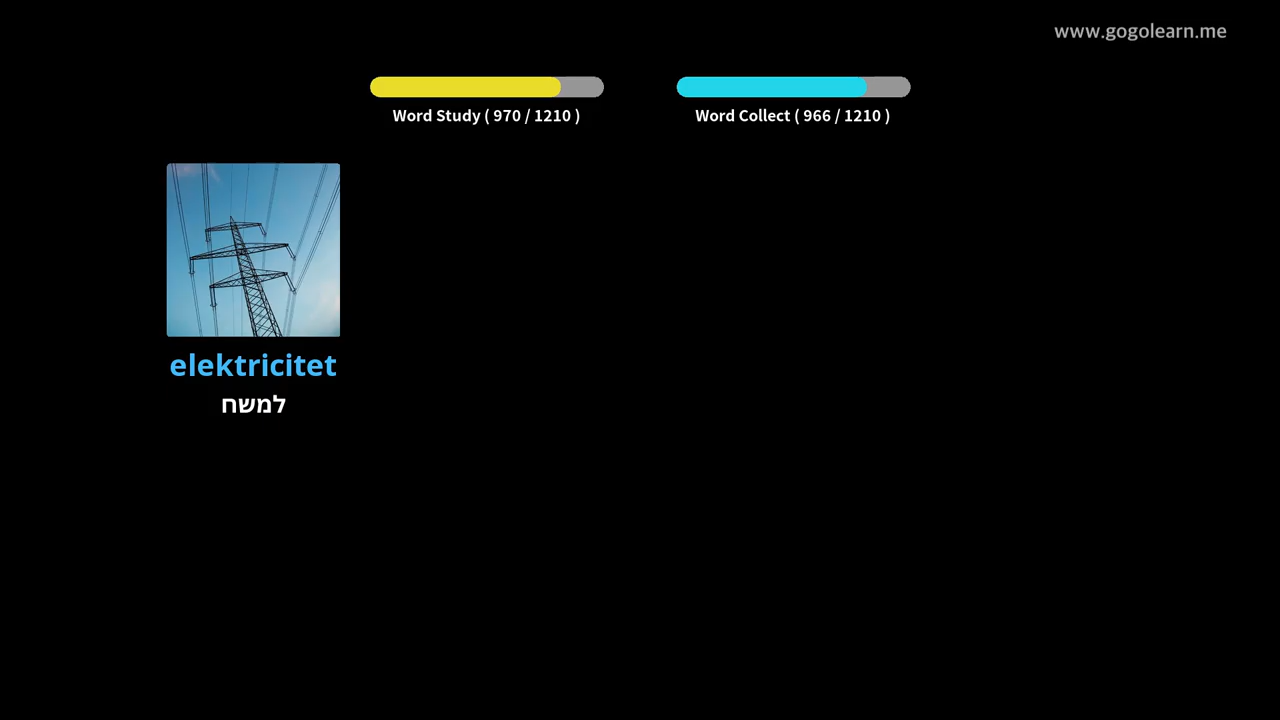 www.gogolearn.me
Word Study ( 970 / 1210 )
Word Collect ( 966 / 1210 )
elektricitet
למשח